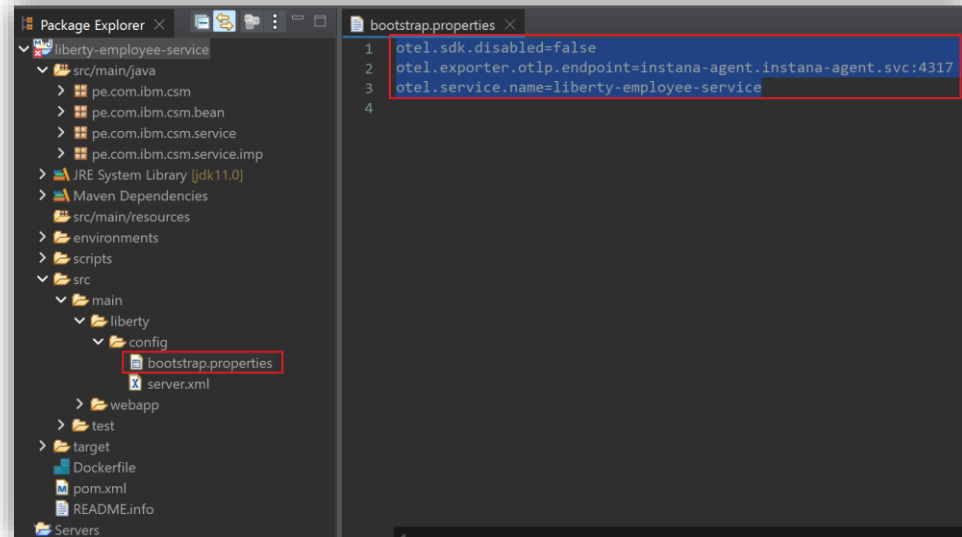 Package Explorer
liberty-employee-service
src/main/java
pe.com.ibm.csm
pe.com.ibm.csm.bean
pe.com.ibm.csm.service
pe.com.ibm.csm.service.imp
JRE System Library [jdk11.0]
Maven Dependencies
src/main/resources
environments
scripts
src
main
liberty
config
bootstrap.properties
server.xml
webapp
test
target
Dockerfile
pom.xml
README.info
Servers
bootstrap.properties
1 otel.sdk.disabled=false
2 otel.exporter.otlp.endpoint=instana-agent.instana-agent.svc:4317
3 otel.service.name=liberty-employee-service
4